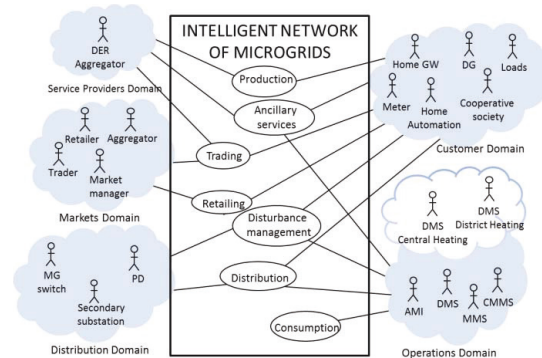 INTELLIGENT NETWORK
OF MICROGRIDS
DER
Aggregator
Service Providers Domain
Retailer
Aggregator
Trader
Market
manager
Markets Domain
MG
switch
PD
Secondary
substation
Distribution Domain
Production
Ancillary
services
Trading
Retailing
Disturbance
management
Distribution
Consumption
Home GW
DG
Loads
Meter
Home
Automation
Cooperative
society
Customer Domain
DMS
Central Heating
DMS
District Heating
AMI
DMS
MMS
CMMS
Operations Domain